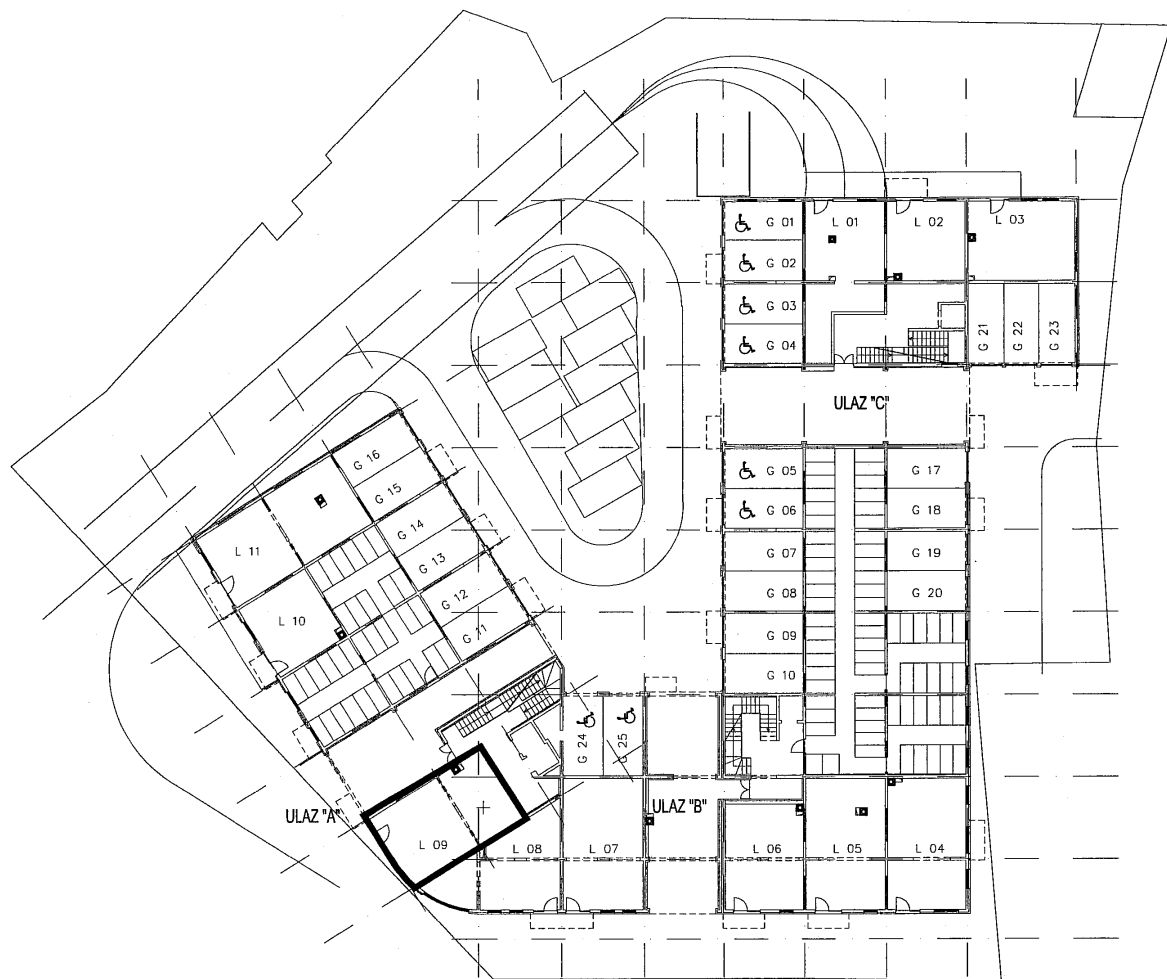 G 01
L 01
L 02
L 03
G 02
G 03
G 04
G 21
G 22
G 23
ULAZ "C"
G 16
G 15
G 14
G 13
G 12
G 11
L 11
L 10
G 05
G 17
G 06
G 18
G 07
G 19
G 08
G 20
G 09
G 10
G 24
G 25
ULAZ "A"
ULAZ "B"
L 09
L 08
L 07
L 06
L 05
L 04